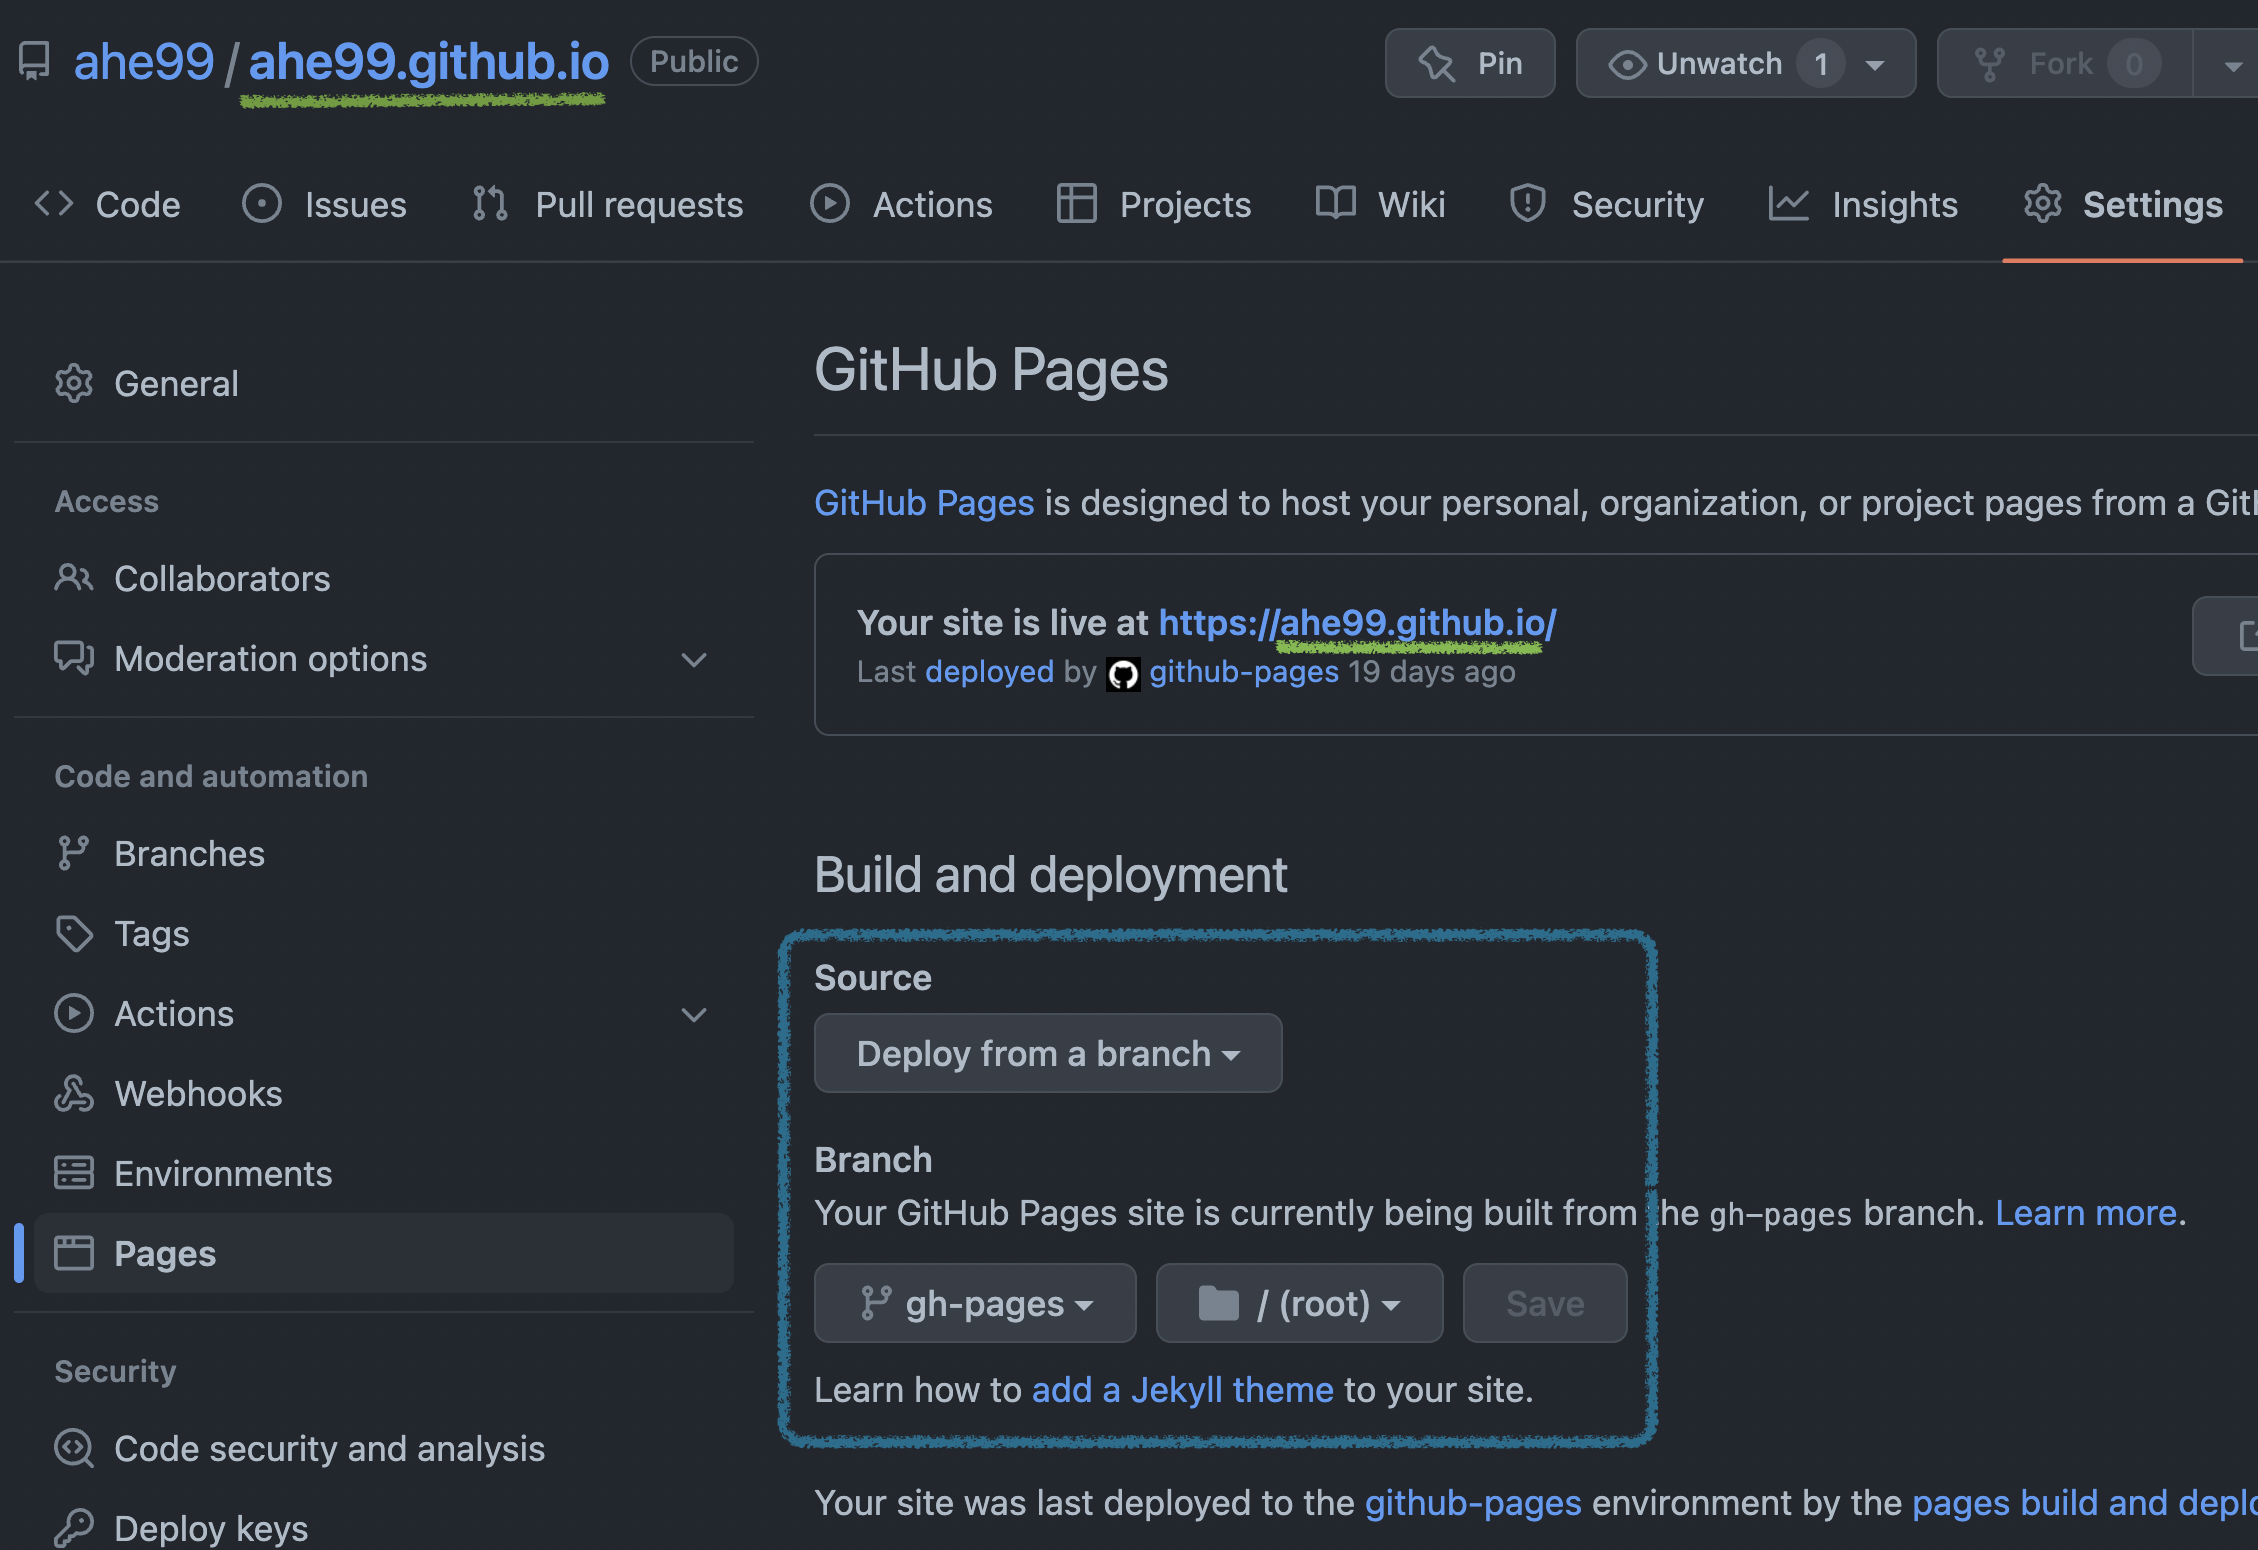 ahe99 / ahe99.github.io Public Pin Unwatch 1 Fork 0
Code Issues Pull requests Actions Projects Wiki Security Insights Settings
General
Access
Collaborators
Moderation options
Code and automation
Branches
Tags
Actions
Webhooks
Environments
Pages
Security
Code security and analysis
Deploy keys
GitHub Pages
GitHub Pages is designed to host your personal, organization, or project pages from a
Your site is live at https://ahe99.github.io/
Last deployed by github-pages 19 days ago
Build and deployment
Source
Deploy from a branch
Branch
Your GitHub Pages site is currently being built from the gh-pages branch. Learn more.
gh-pages / (root) Save
Learn how to add a Jekyll theme to your site.
Your site was last deployed to the github-pages environment by the pages build and